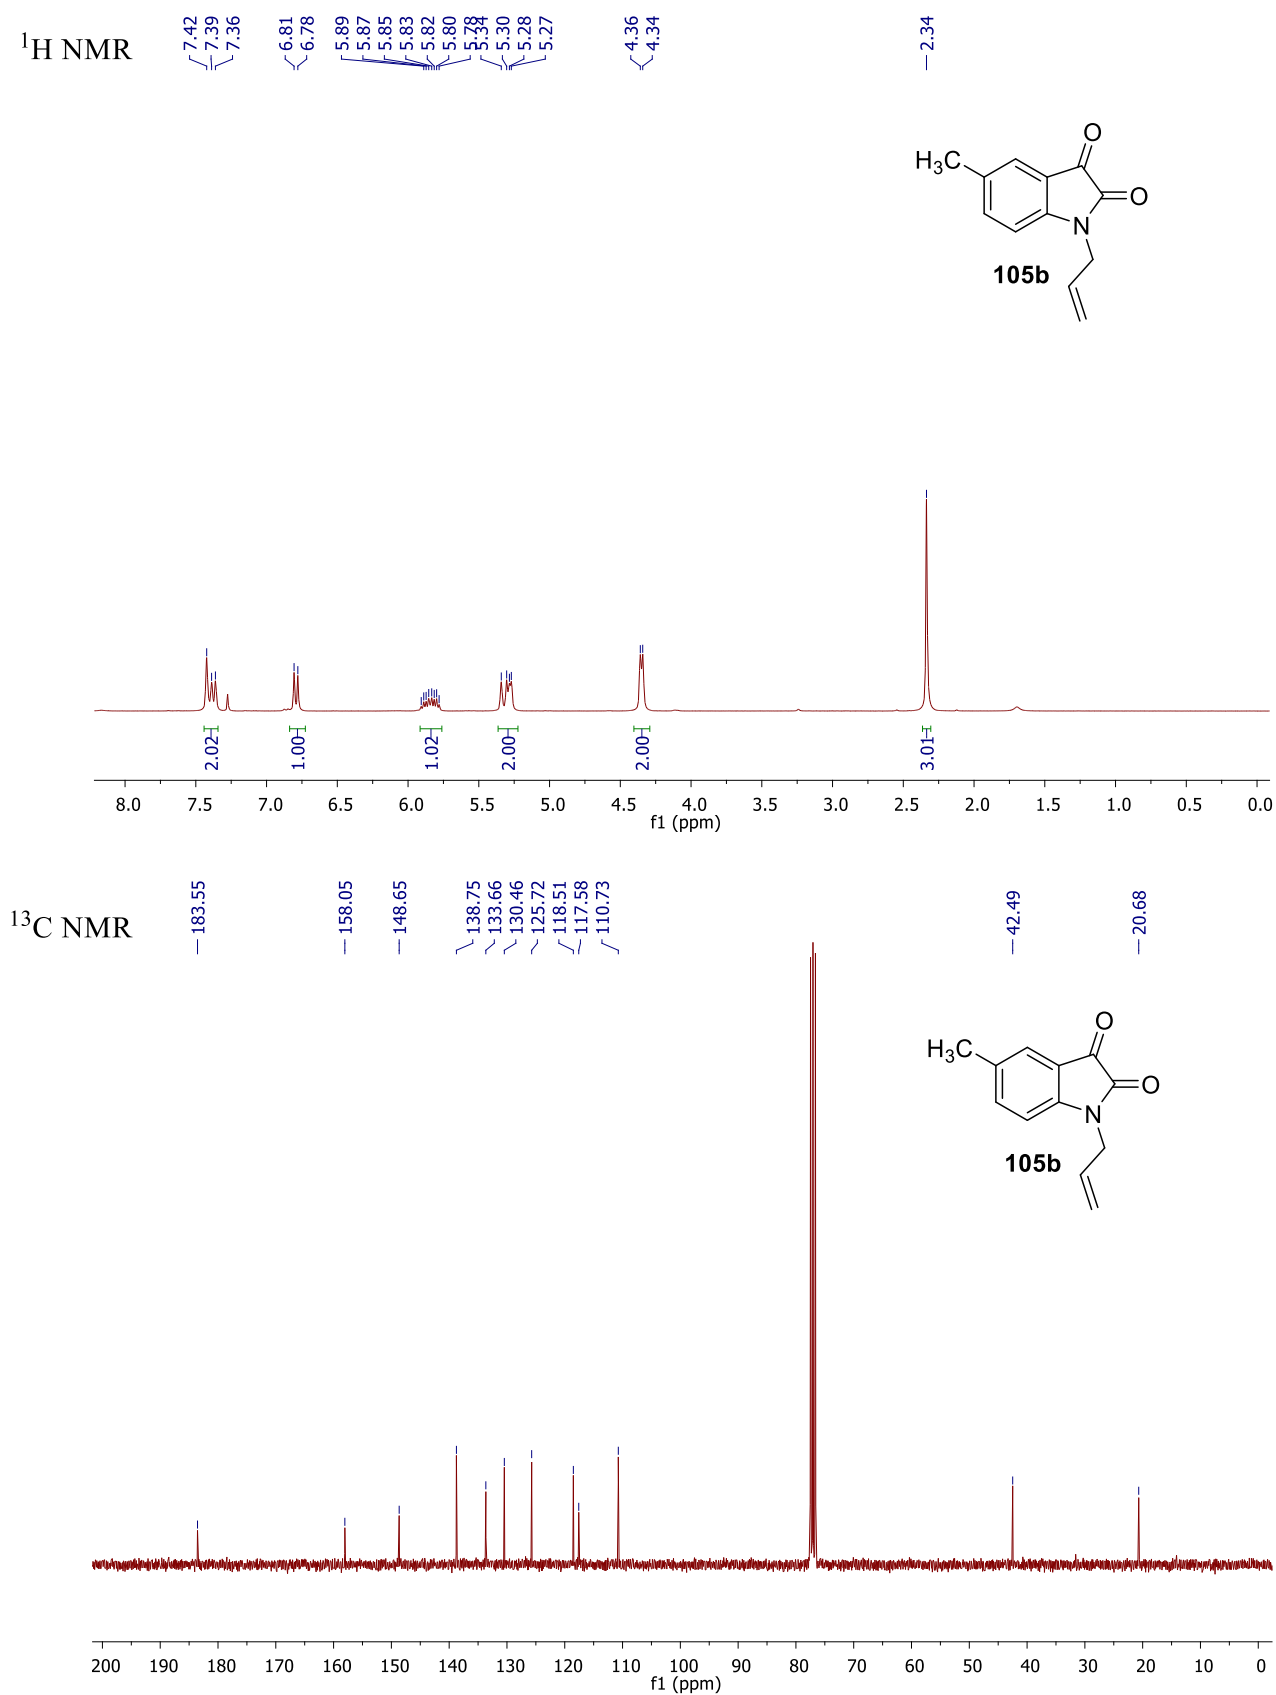 ¹H NMR
7.42
7.39
7.36
6.81
6.78
5.89
5.87
5.85
5.83
5.82
5.80
5.78
5.34
5.30
5.28
5.27
4.36
4.34
2.34
O
H₃C
O
N
105b
2.02
1.00
1.02
2.00
2.00
3.01
8.0 7.5 7.0 6.5 6.0 5.5 5.0 4.5 4.0 3.5 3.0 2.5 2.0 1.5 1.0 0.5 0.0
f1 (ppm)
¹³C NMR
183.55
158.05
148.65
138.75
133.66
130.46
125.72
118.51
117.58
110.73
42.49
20.68
O
H₃C
O
N
105b
200 190 180 170 160 150 140 130 120 110 100 90 80 70 60 50 40 30 20 10 0
f1 (ppm)